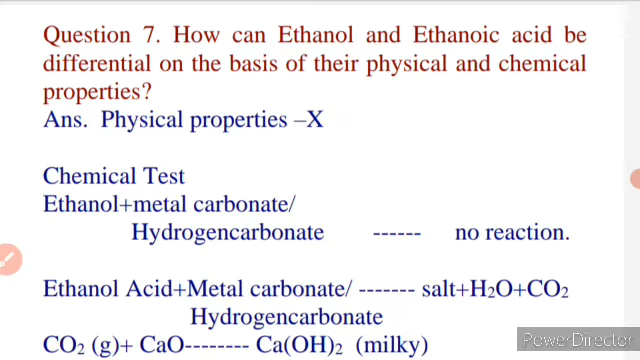 Question 7. How can Ethanol and Ethanoic acid be
differential on the basis of their physical and chemical
properties?
Ans. Physical properties –X
Chemical Test
Ethanol+metal carbonate/
Hydrogencarbonate ------ no reaction.
Ethanol Acid+Metal carbonate/ ------- salt+H₂O+CO₂
Hydrogencarbonate
CO₂ (g)+ CaO-------- Ca(OH)₂ (milky)
PowerDirector